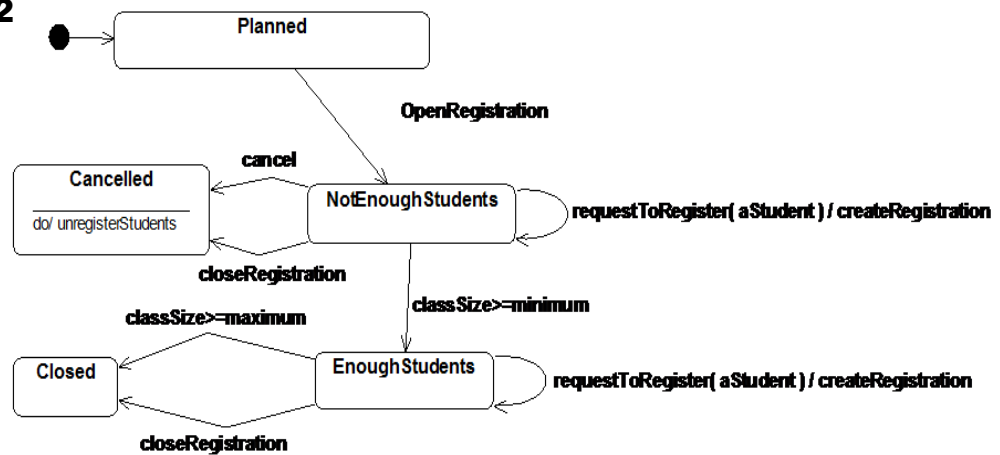 2
Planned
OpenRegistration
cancel
Cancelled
NotEnoughStudents
do/ unregisterStudents
requestToRegister( aStudent ) / createRegistration
closeRegistration
classSize>=minimum
classSize>=maximum
Closed
EnoughStudents
requestToRegister( aStudent ) / createRegistration
closeRegistration